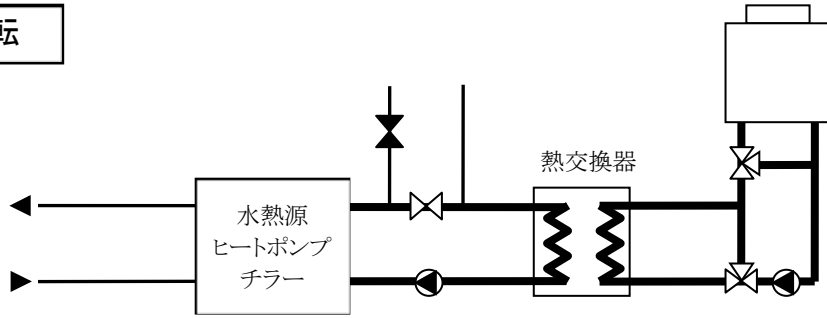 転
熱交換器
水熱源
ヒートポンプ
チラー